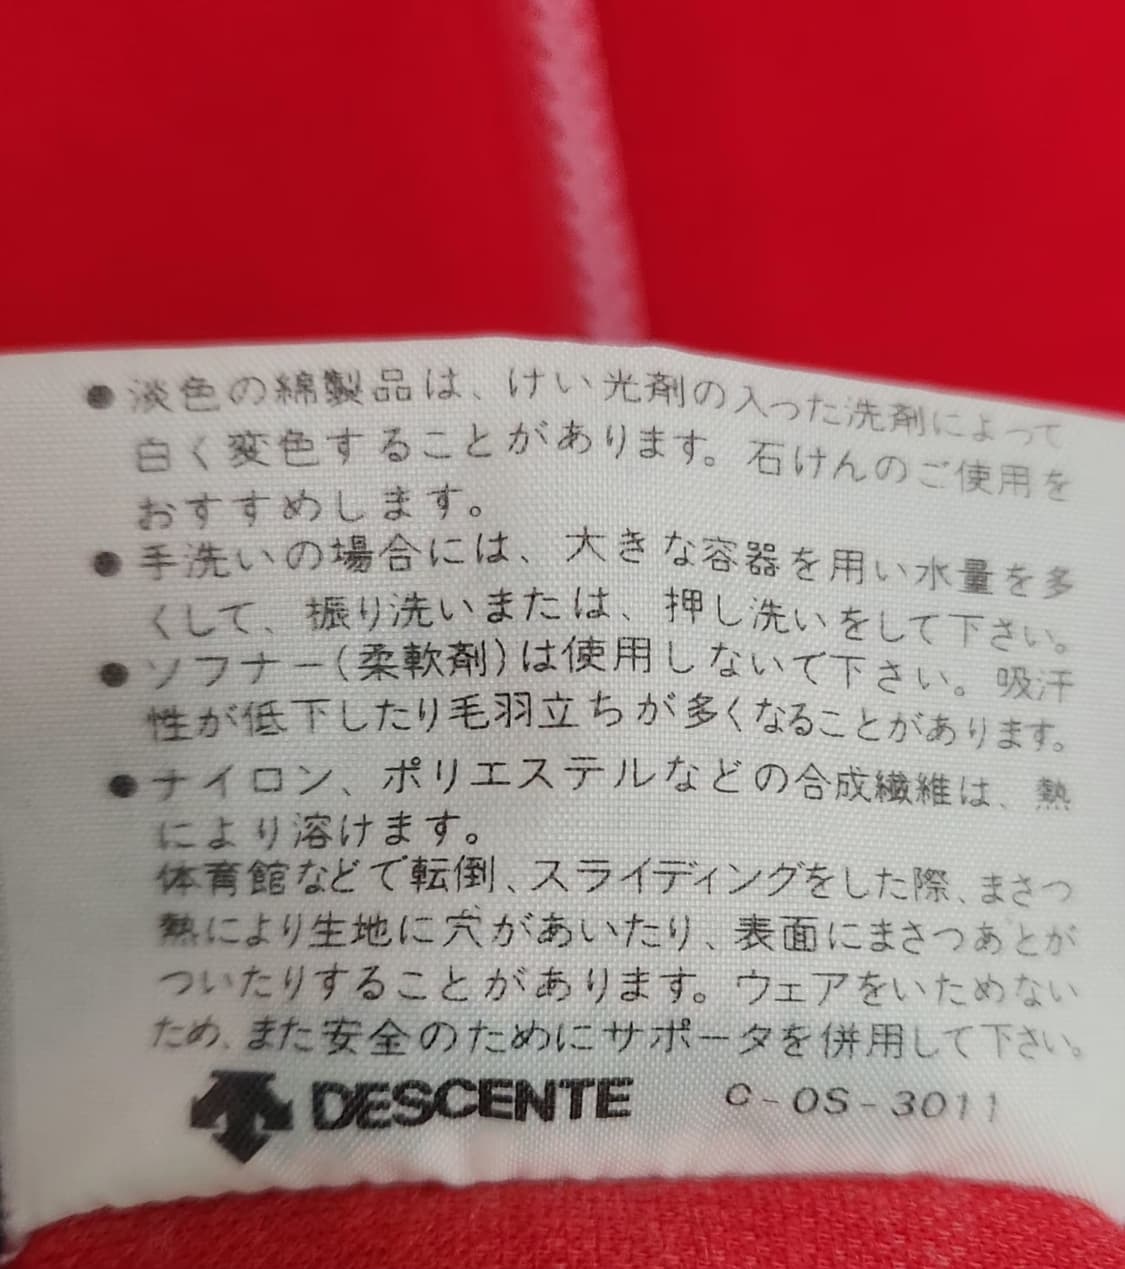 ●淡色の綿製品は、けい光剤の入った洗剤によって
白く変色することがあります。石けんのご使用を
おすすめします。
●手洗いの場合には、大きな容器を用い水量を多
くして、振り洗いまたは、押し洗いをして下さい。
●ソフナー(柔軟剤)は使用しないで下さい。吸汗
性が低下したり毛羽立ちが多くなることがあります。
●ナイロン、ポリエステルなどの合成繊維は、熱
により溶けます。
体育館などで転倒、スライディングをした際、まさつ
熱により生地に穴があいたり、表面にまさつあとが
ついたりすることがあります。ウェアをいためない
ため、また安全のためにサポータを併用して下さい。
DESCENTE C-OS-3011